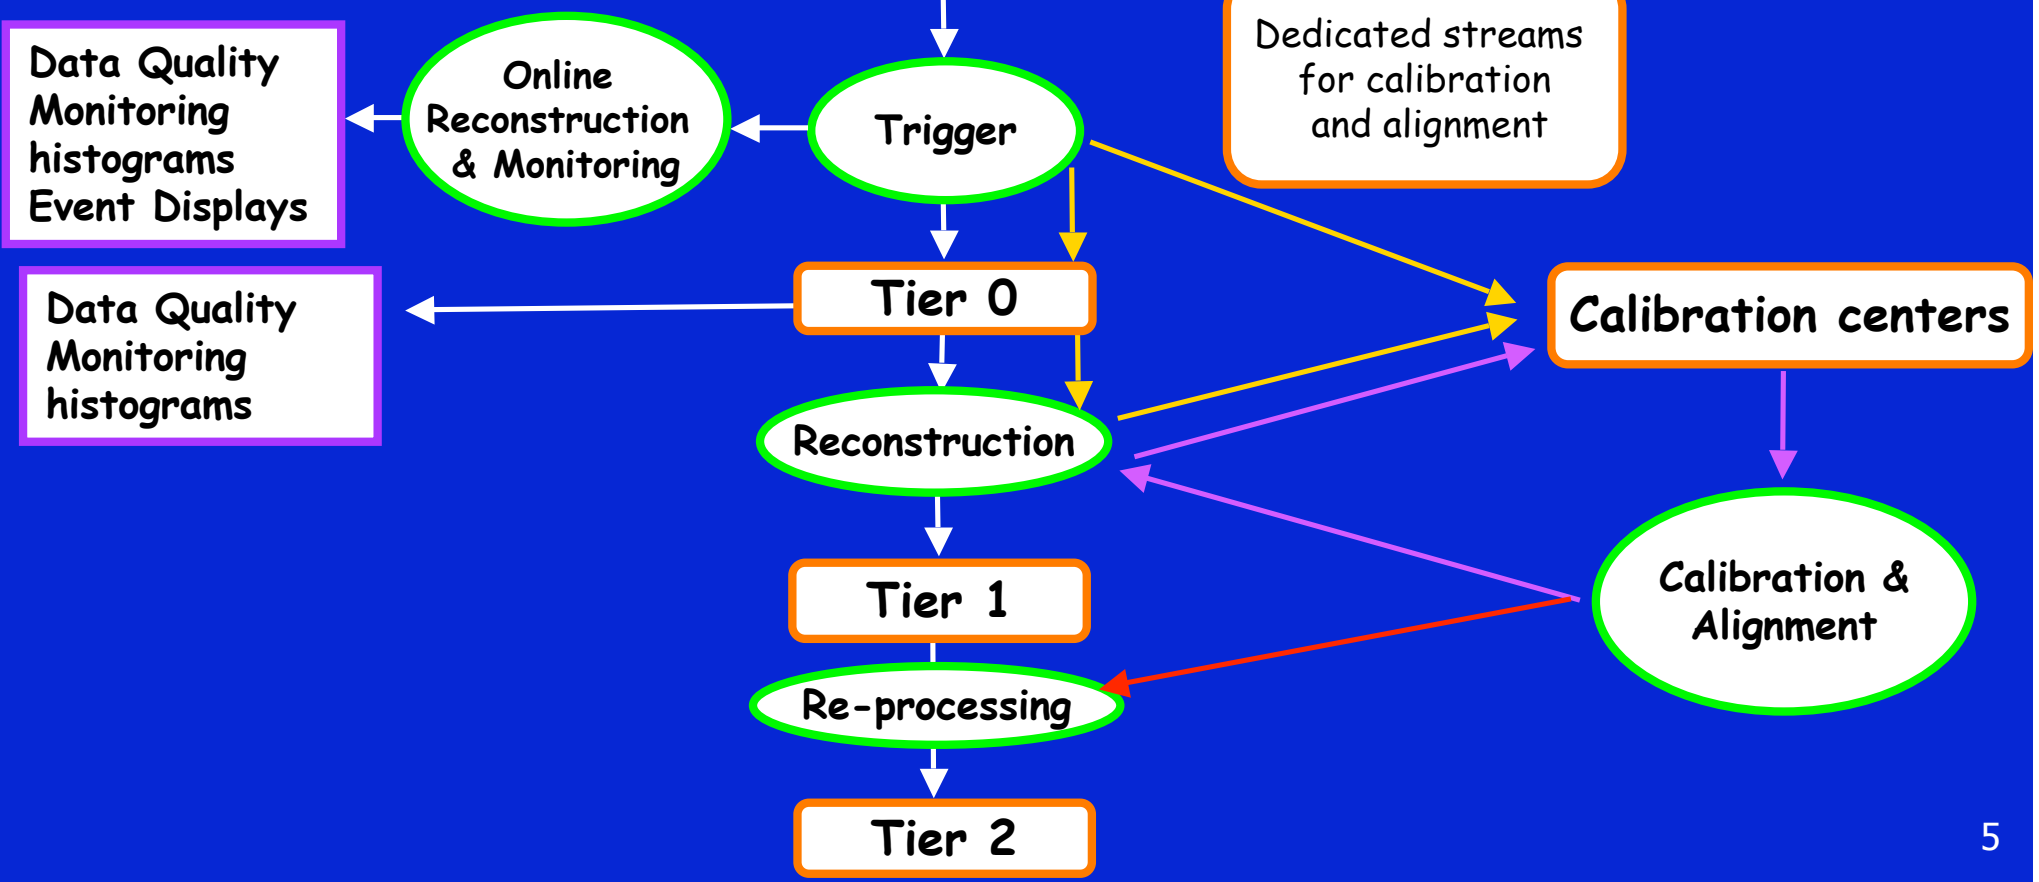 Data Quality
Monitoring
histograms
Event Displays
Online
Reconstruction
& Monitoring
Trigger
Dedicated streams
for calibration
and alignment
Data Quality
Monitoring
histograms
Tier 0
Calibration centers
Reconstruction
Tier 1
Calibration &
Alignment
Re-processing
Tier 2
5